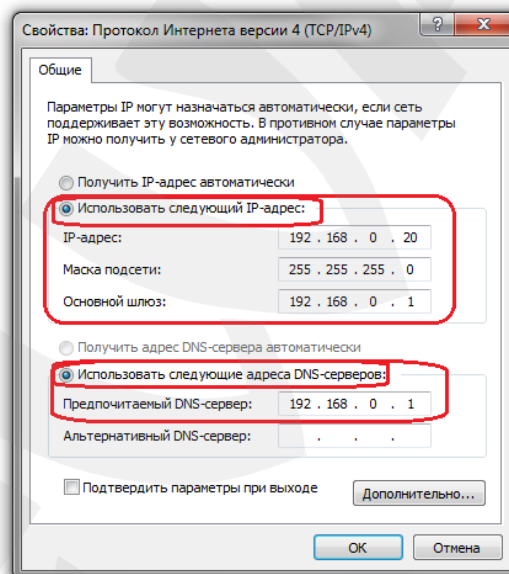 Свойства: Протокол Интернета версии 4 (TCP/IPv4)
Общие
Параметры IP могут назначаться автоматически, если сеть
поддерживает эту возможность. В противном случае параметры
IP можно получить у сетевого администратора.
Получить IP-адрес автоматически
Использовать следующий IP-адрес:
IP-адрес: 192 . 168 . 0 . 20
Маска подсети: 255 . 255 . 255 . 0
Основной шлюз: 192 . 168 . 0 . 1
Получить адрес DNS-сервера автоматически
Использовать следующие адреса DNS-серверов:
Предпочитаемый DNS-сервер: 192 . 168 . 0 . 1
Альтернативный DNS-сервер: . . .
Подтвердить параметры при выходе
Дополнительно...
OK Отмена